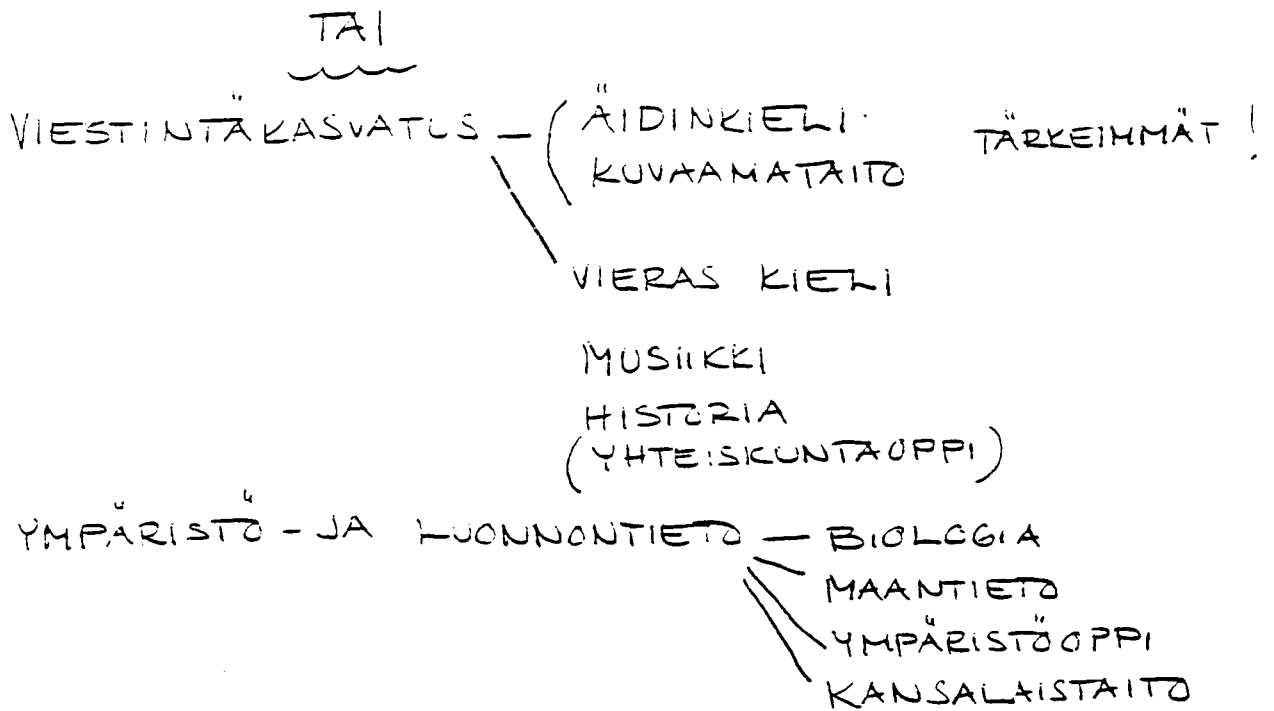 TAI
VIESTINTÄKASVATUS – ( ÄIDINKIELI. TÄRKEIMMÄT !
KUVAAMATAITO
VIERAS KIELI
MUSIIKKI
HISTORIA
(YHTEISKUNTAOPPI)
YMPÄRISTÖ - JA LUONNONTIETO – BIOLOGIA
MAANTIETO
YMPÄRISTÖOPPI
KANSALAISTAITO